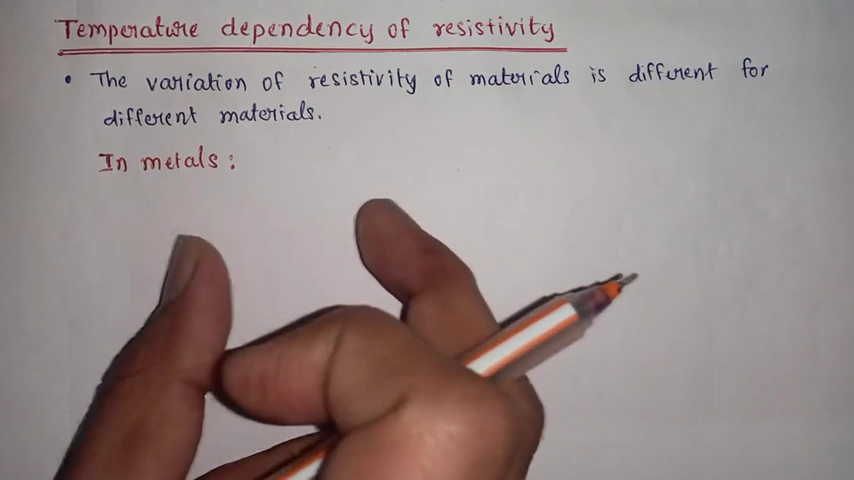 Temperature dependency of resistivity
• The variation of resistivity of materials is different for
different materials.
In metals :